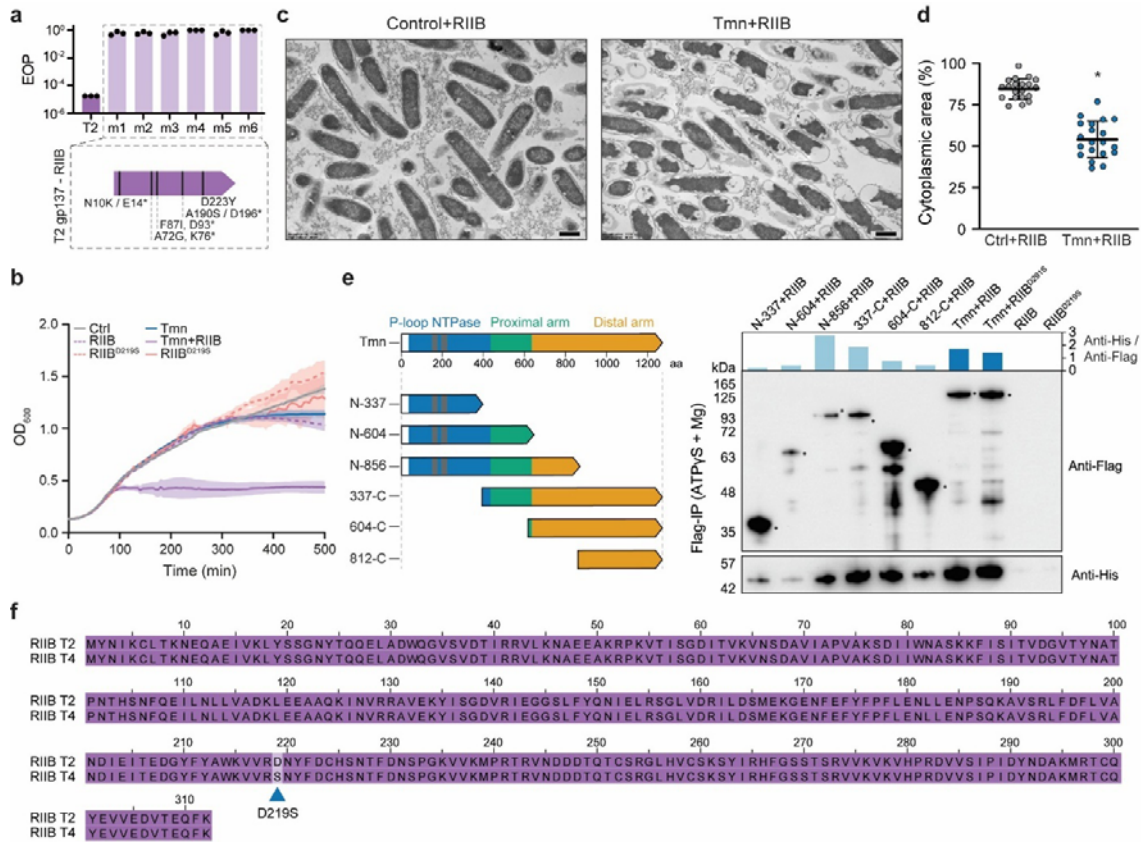 a
EOP
10⁰
10⁻²
10⁻⁴
10⁻⁶
T2 m1 m2 m3 m4 m5 m6
T2 gp137 - RIIB
N10K / E14*
D223Y
A190S / D196*
F87I, D93*
A72G, K76*
c
Control+RIIB
Tmn+RIIB
d
Cytoplasmic area (%)
100
75
50
25
0
*
Ctrl+RIIB Tmn+RIIB
b
Ctrl
RIIB
RIIB^D219S
Tmn
Tmn+RIIB
RIIB^D219S
OD₆₀₀
2.0
1.5
1.0
0.5
0.0
0 100 200 300 400 500
Time (min)
e
P-loop NTPase Proximal arm Distal arm
Tmn
0 200 400 600 800 1000 1200 aa
N-337
N-604
N-856
337-C
604-C
812-C
N-337+RIIB
N-604+RIIB
N-856+RIIB
337-C+RIIB
604-C+RIIB
812-C+RIIB
Tmn+RIIB
Tmn+RIIB^D291S
RIIB
RIIB^D219S
3
2
1
0
Anti-His /
Anti-Flag
kDa
165
125
93
72
63
48
35
Flag-IP (ATPγS + Mg)
Anti-Flag
57
42
Anti-His
f
10 20 30 40 50 60 70 80 90 100
RIIB T2 MYNIKCLTKNEQAEIVKLYSSGNYTQQELADWQGVSVDTIRRVLKNAEEAKRPKVTISGDITVKVNSDAVIAPVAKSDIIWNASKKFISITVDGVTYNAT
RIIB T4 MYNIKCLTKNEQAEIVKLYSSGNYTQQELADWQGVSVDTIRRVLKNAEEAKRPKVTISGDITVKVNSDAVIAPVAKSDIIWNASKKFISITVDGVTYNAT
110 120 130 140 150 160 170 180 190 200
RIIB T2 PNTHSNFQEILNLLVADKLEEAAQKINVRRAVEKYISGDVRIEGGSLFYQNIELRSGLVDRILDSMEKGENFEFYFPFLENLLENPSQKAVSRLFDFLVA
RIIB T4 PNTHSNFQEILNLLVADKLEEAAQKINVRRAVEKYISGDVRIEGGSLFYQNIELRSGLVDRILDSMEKGENFEFYFPFLENLLENPSQKAVSRLFDFLVA
210 220 230 240 250 260 270 280 290 300
RIIB T2 NDIEITEDGYFYAWKVVRDNYFDCHSNTFDNSPGKVVKMPRTRVNDDDTQTCSRGLHVCSKSYIRHFGSSTSRVVKVKVHPRDVVSIPIDYNDAKMRTCQ
RIIB T4 NDIEITEDGYFYAWKVVRSNYFDCHSNTFDNSPGKVVKMPRTRVNDDDTQTCSRGLHVCSKSYIRHFGSSTSRVVKVKVHPRDVVSIPIDYNDAKMRTCQ
310
D219S
RIIB T2 YEVVEDVTEQFK
RIIB T4 YEVVEDVTEQFK